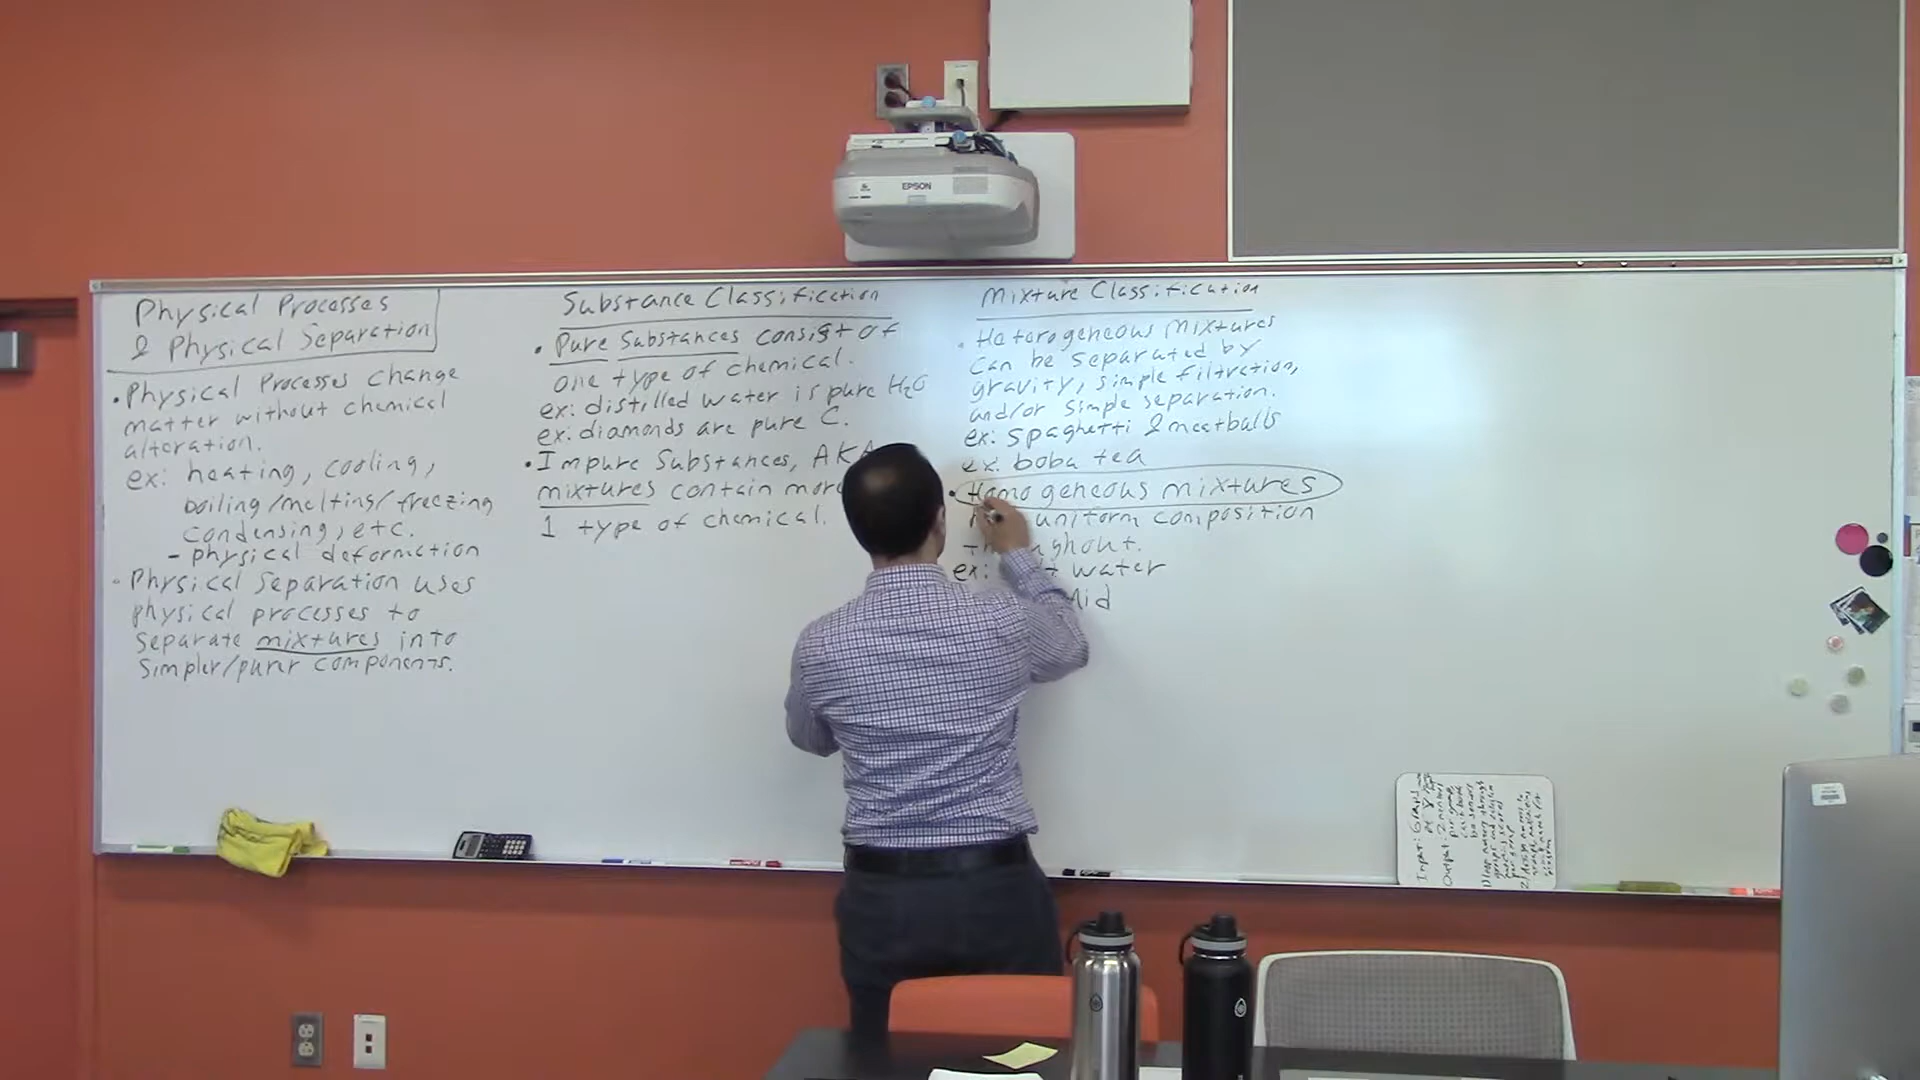 Physical Processes
& Physical Separation
• Physical Processes change
matter without chemical
alteration.
ex: heating, cooling,
boiling/melting/freezing
condensing, etc.
- physical deformation
• Physical Separation uses
physical processes to
separate mixtures into
simpler/purer components.
Substance Classification
• Pure Substances consist of
one type of chemical.
ex: distilled water is pure H₂O
ex: diamonds are pure C.
• Impure Substances, AKA
mixtures contain more
1 type of chemical.
Mixture Classification
• Heterogeneous mixtures
can be separated by
gravity, simple filtration,
and/or simple separation.
ex: spaghetti & meatballs
ex: boba tea
• Homogeneous mixtures
uniform composition
ex: water
EPSON
Input:
Output: